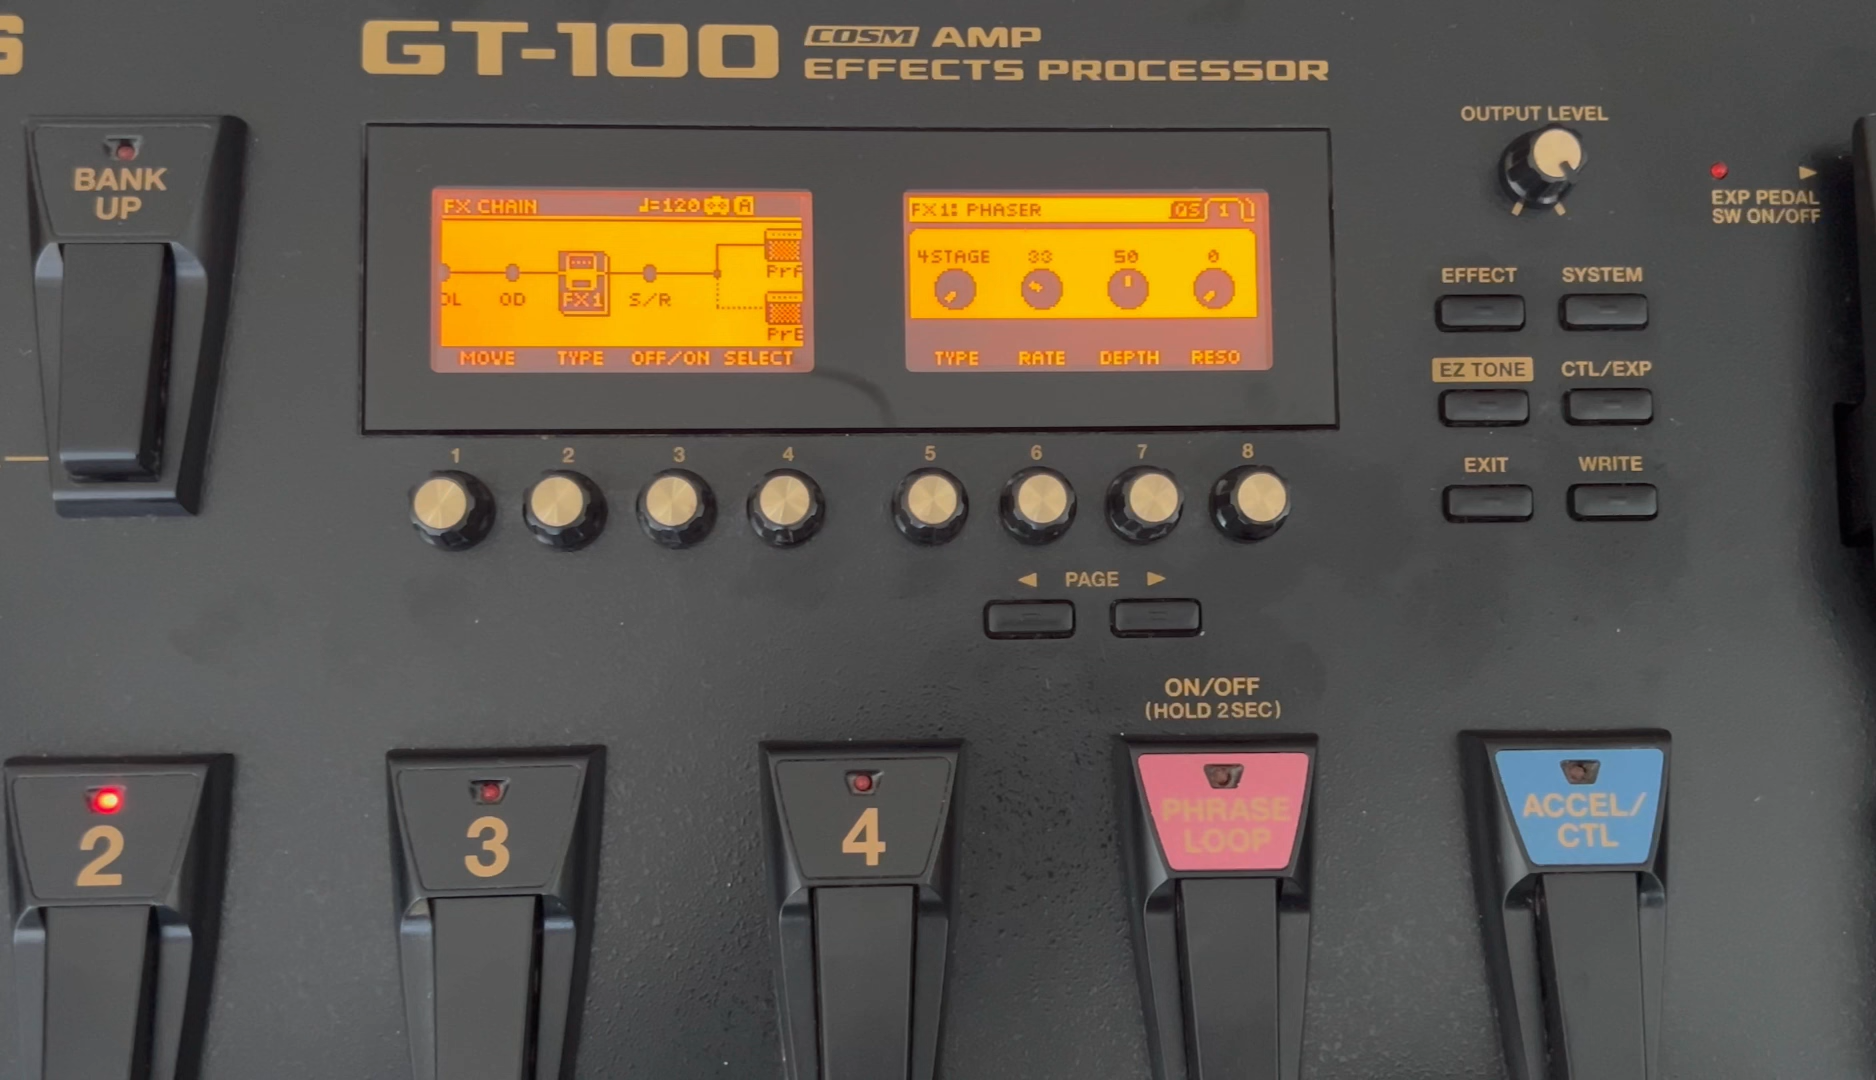 GT-100 COSM AMP
EFFECTS PROCESSOR
OUTPUT LEVEL
BANK
UP
EXP PEDAL
SW ON/OFF
FX CHAIN ♩=120 A
FX1: PHASER QS 1
4STAGE 33 50 0
PrA
OD FX1 S/R
MOVE TYPE OFF/ON SELECT
TYPE RATE DEPTH RESO
EFFECT SYSTEM
EZ TONE CTL/EXP
EXIT WRITE
1 2 3 4 5 6 7 8
◀ PAGE ▶
ON/OFF
(HOLD 2SEC)
2
3
4
PHRASE
LOOP
ACCEL/
CTL